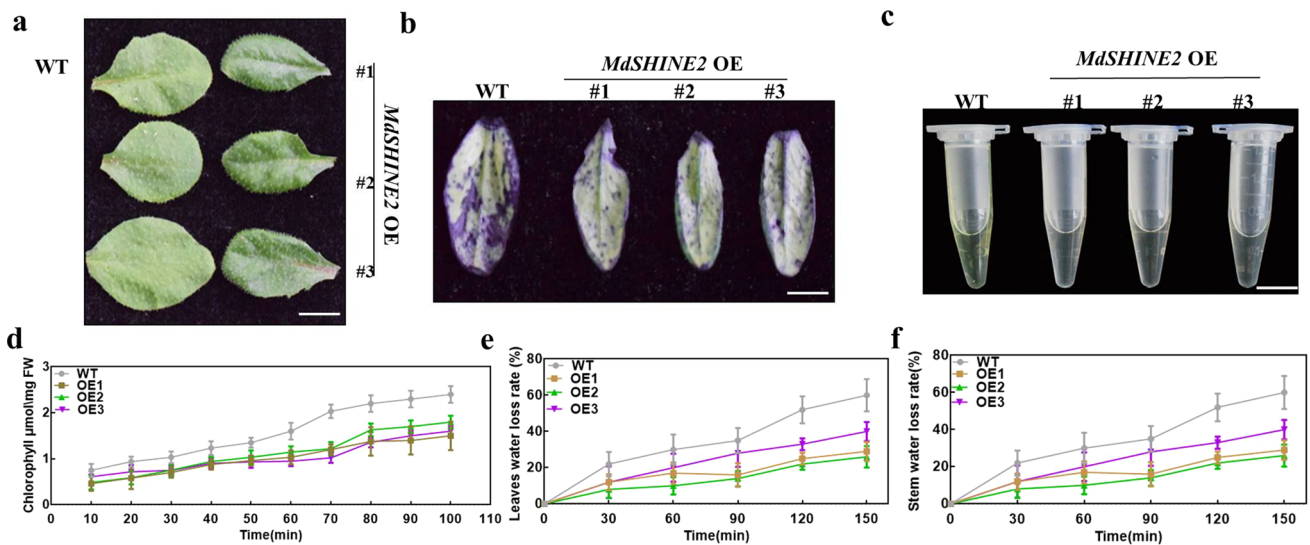 a
WT
#1
#2
#3
MdSHINE2 OE
b
MdSHINE2 OE
WT #1 #2 #3
c
MdSHINE2 OE
WT #1 #2 #3
d
Chlorophyll μmol\mg FW
3
2
1
0
WT
OE1
OE2
OE3
0 10 20 30 40 50 60 70 80 90 100 110
Time(min)
e
Leaves water loss rate (%)
80
60
40
20
0
WT
OE1
OE2
OE3
0 30 60 90 120 150
Time(min)
f
Stem water loss rate(%)
80
60
40
20
0
WT
OE1
OE2
OE3
0 30 60 90 120 150
Time(min)